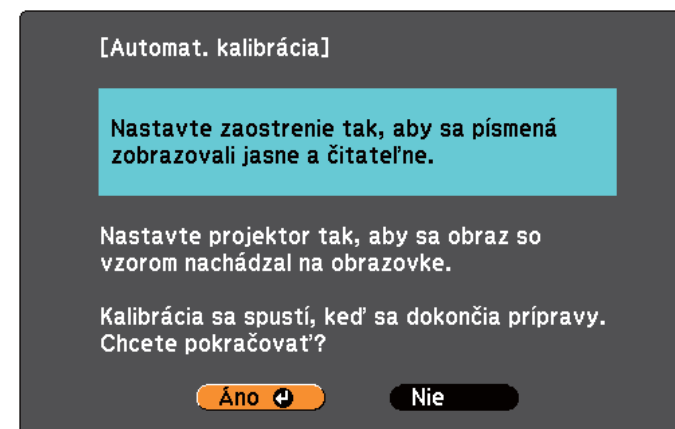 [Automat. kalibrácia]
Nastavte zaostrenie tak, aby sa písmená
zobrazovali jasne a čitateľne.
Nastavte projektor tak, aby sa obraz so
vzorom nachádzal na obrazovke.
Kalibrácia sa spustí, keď sa dokončia prípravy.
Chcete pokračovať?
Áno
Nie